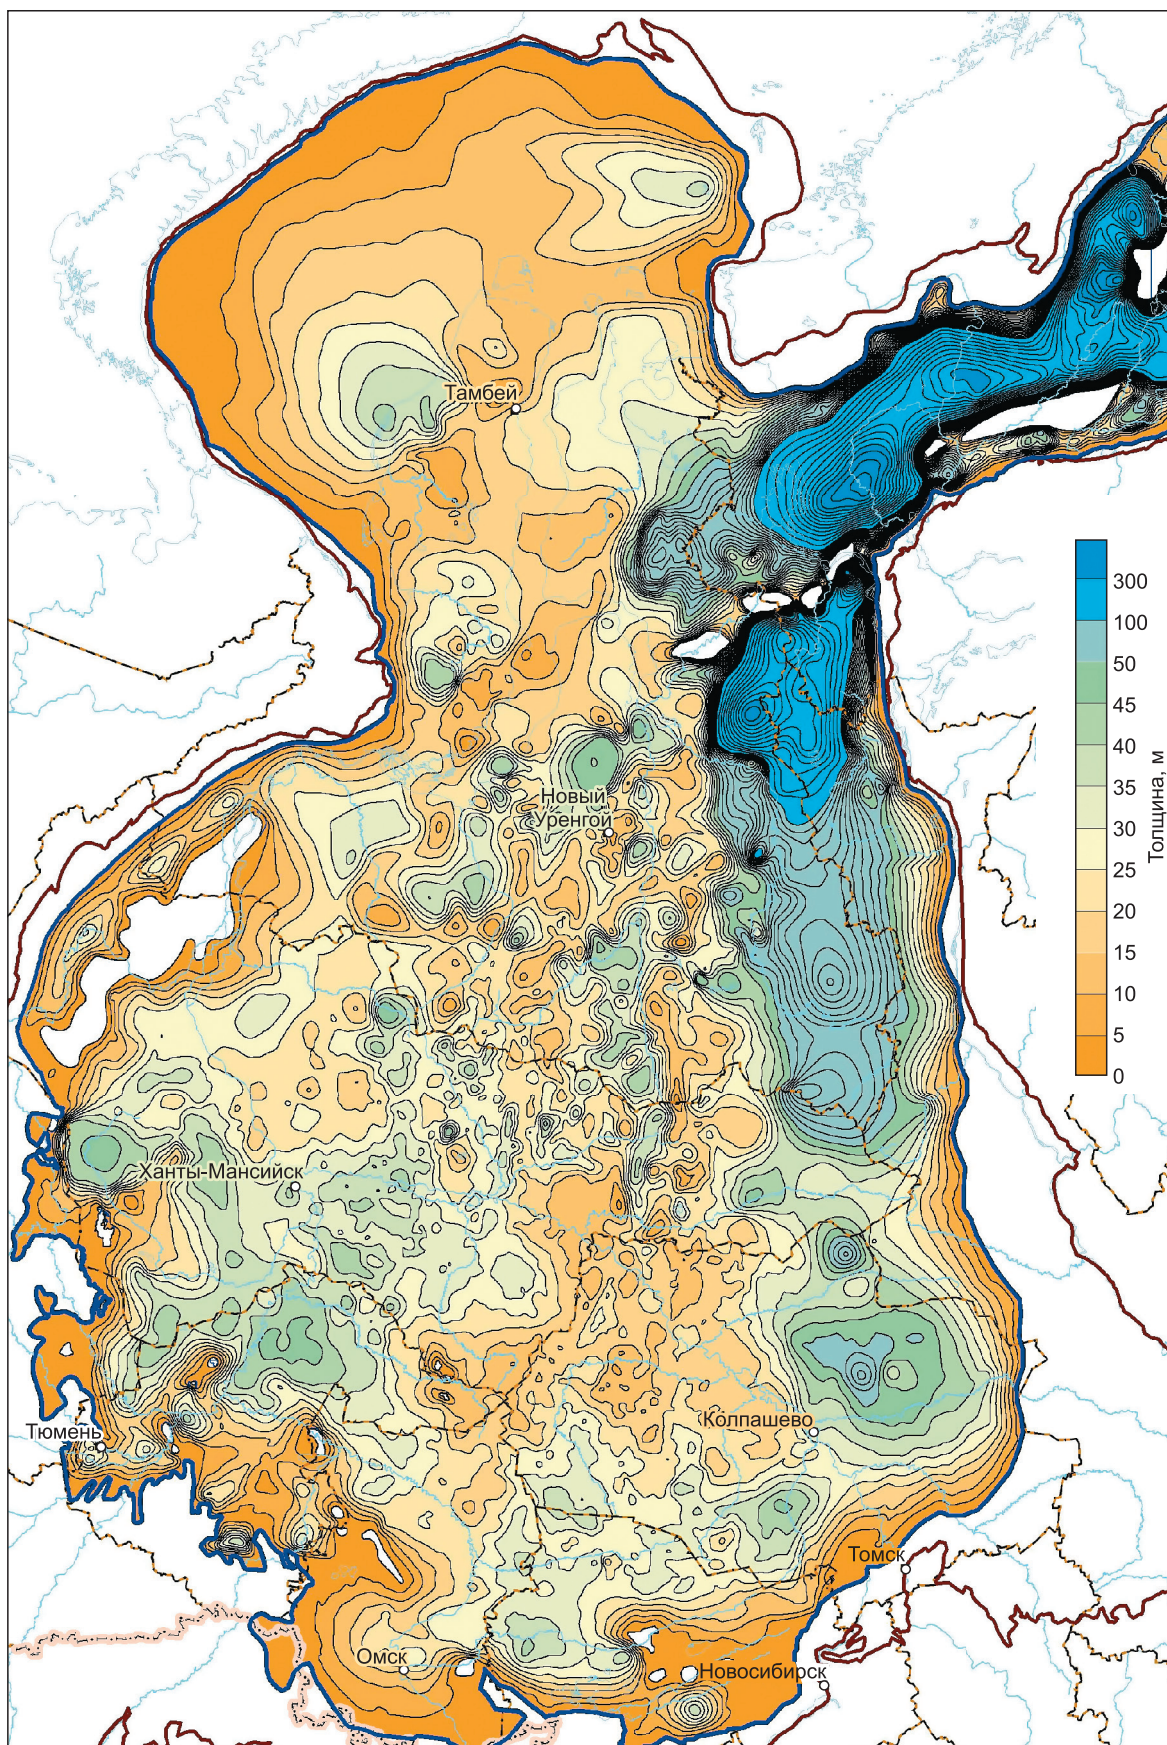 Тамбей
300
100
50
45
40
35
30
25
20
15
10
5
0
Толщина, м
Новый
Уренгой
Ханты-Мансийск
Тюмень
Колпашево
Томск
Омск
Новосибирск